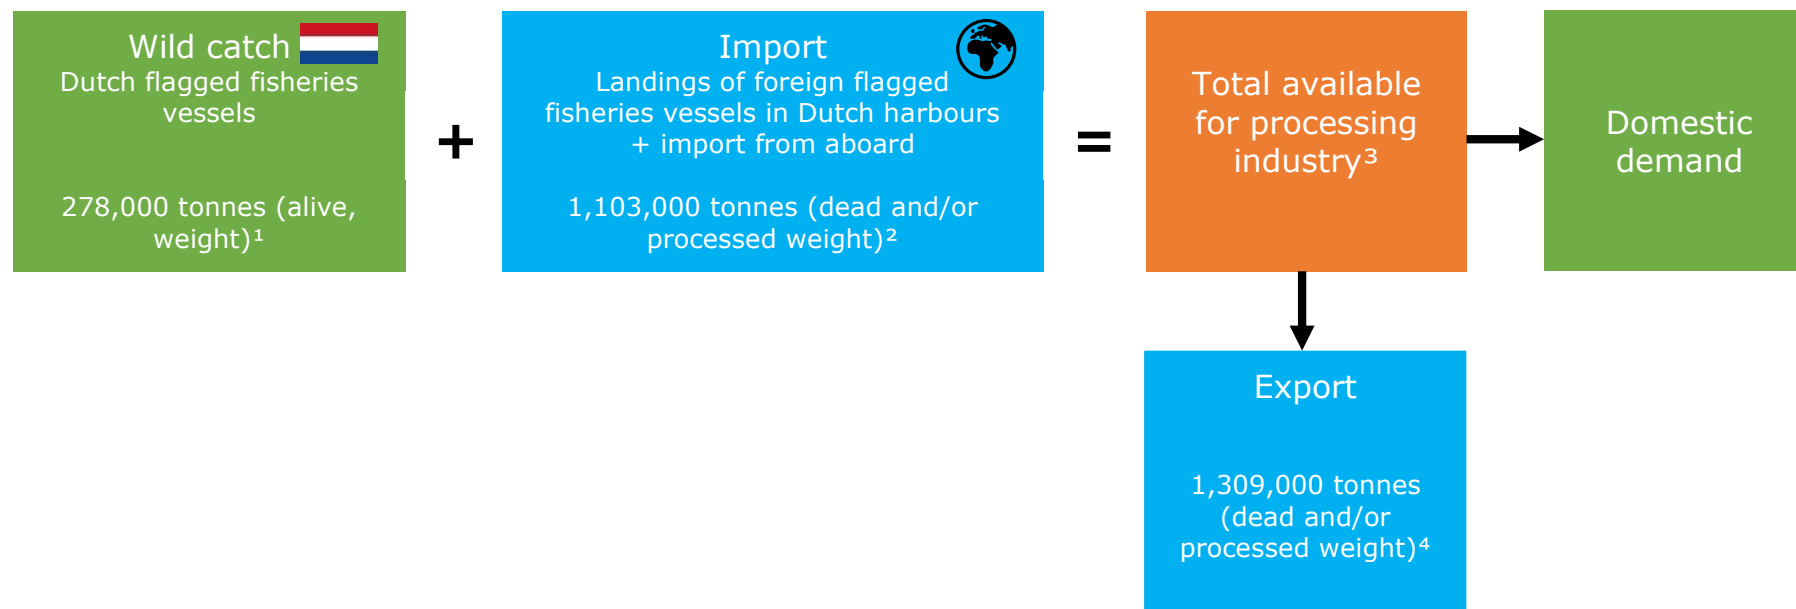 Wild catch
Dutch flagged fisheries
vessels
278,000 tonnes (alive,
weight)¹
+
Import
Landings of foreign flagged
fisheries vessels in Dutch harbours
+ import from aboard
1,103,000 tonnes (dead and/or
processed weight)²
=
Total available
for processing
industry³
Domestic
demand
Export
1,309,000 tonnes
(dead and/or
processed weight)⁴